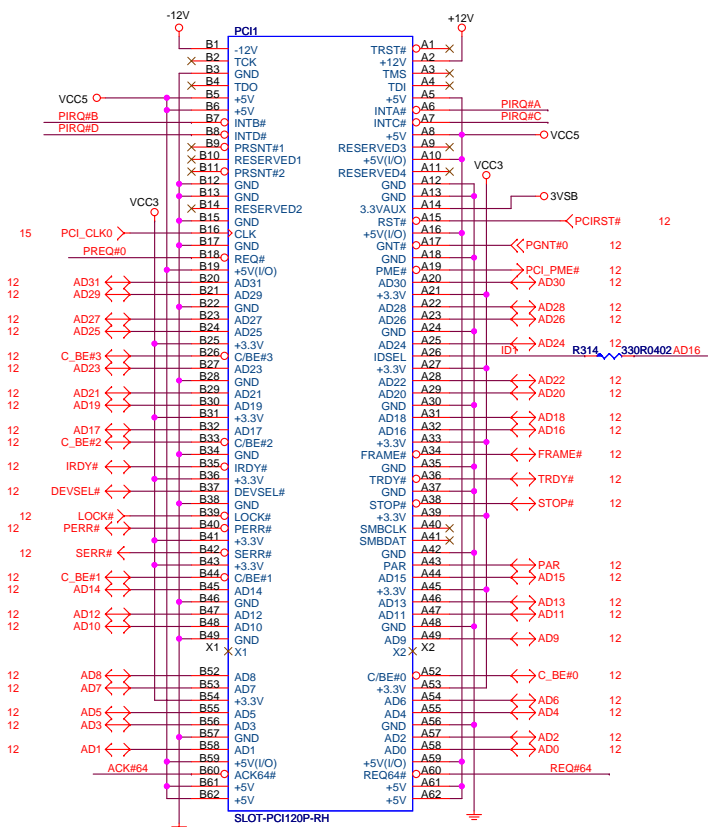 -12V +12V
PCI1
B1 -12V TRST# A1
B2 TCK +12V A2
B3 GND TMS A3
B4 TDO TDI A4
VCC5 B5 +5V +5V A5
B6 +5V INTA# A6 PIRQ#A
PIRQ#B B7 INTB# INTC# A7 PIRQ#C
PIRQ#D B8 INTD# +5V A8 VCC5
B9 PRSNT#1 RESERVED3 A9
B10 RESERVED1 +5V(I/O) A10
B11 PRSNT#2 RESERVED4 A11 VCC3
B12 GND GND A12
B13 GND GND A13
VCC3 B14 RESERVED2 3.3VAUX A14 3VSB
B15 GND RST# A15 PCIRST# 12
15 PCI_CLK0 B16 CLK +5V(I/O) A16
B17 GND GNT# A17 PGNT#0 12
PREQ#0 B18 REQ# GND A18
B19 +5V(I/O) PME# A19 PCI_PME# 12
12 AD31 B20 AD31 AD30 A20 AD30 12
12 AD29 B21 AD29 +3.3V A21
B22 GND AD28 A22 AD28 12
12 AD27 B23 AD27 AD26 A23 AD26 12
12 AD25 B24 AD25 GND A24
B25 +3.3V AD24 A25 AD24 12
12 C_BE#3 B26 C/BE#3 IDSEL A26 ID1 R314 330R0402 AD16
12 AD23 B27 AD23 +3.3V A27
B28 GND AD22 A28 AD22 12
12 AD21 B29 AD21 AD20 A29 AD20 12
12 AD19 B30 AD19 GND A30
B31 +3.3V AD18 A31 AD18 12
12 AD17 B32 AD17 AD16 A32 AD16 12
12 C_BE#2 B33 C/BE#2 +3.3V A33
B34 GND FRAME# A34 FRAME# 12
12 IRDY# B35 IRDY# GND A35
B36 +3.3V TRDY# A36 TRDY# 12
12 DEVSEL# B37 DEVSEL# GND A37
B38 GND STOP# A38 STOP# 12
12 LOCK# B39 LOCK# +3.3V A39
12 PERR# B40 PERR# SMBCLK A40
B41 +3.3V SMBDAT A41
12 SERR# B42 SERR# GND A42
B43 +3.3V PAR A43 PAR 12
12 C_BE#1 B44 C/BE#1 AD15 A44 AD15 12
12 AD14 B45 AD14 +3.3V A45
B46 GND AD13 A46 AD13 12
12 AD12 B47 AD12 AD11 A47 AD11 12
12 AD10 B48 AD10 GND A48
B49 GND AD9 A49 AD9 12
X1 X1 X2 X2
12 AD8 B52 AD8 C/BE#0 A52 C_BE#0 12
12 AD7 B53 AD7 +3.3V A53
B54 +3.3V AD6 A54 AD6 12
12 AD5 B55 AD5 AD4 A55 AD4 12
12 AD3 B56 AD3 GND A56
B57 GND AD2 A57 AD2 12
12 AD1 B58 AD1 AD0 A58 AD0 12
B59 +5V(I/O) +5V(I/O) A59
ACK#64 B60 ACK64# REQ64# A60 REQ#64
B61 +5V +5V A61
B62 +5V +5V A62
SLOT-PCI120P-RH